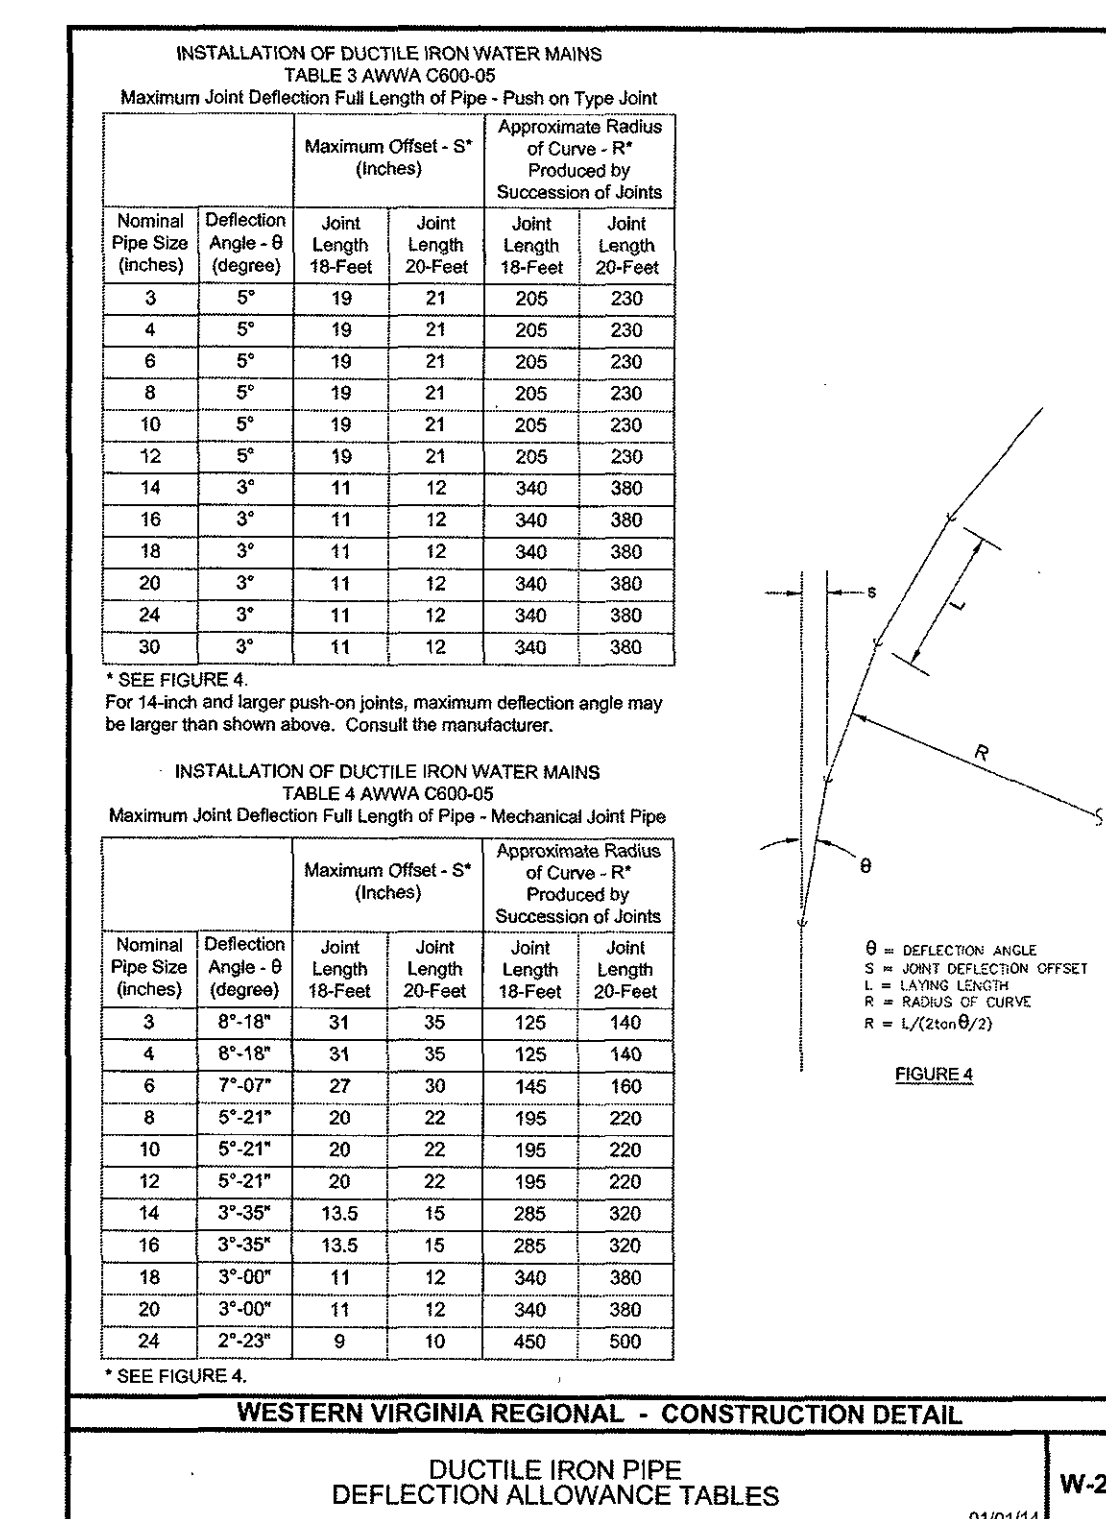 INSTALLATION OF DUCTILE IRON WATER MAINS
TABLE 3 AWWA C600-05
Maximum Joint Deflection Full Length of Pipe - Push on Type Joint
Maximum Offset - S* (Inches) Approximate Radius of Curve - R* Produced by Succession of Joints
Nominal Pipe Size (inches) Deflection Angle - θ (degree) Joint Length 18-Feet Joint Length 20-Feet Joint Length 18-Feet Joint Length 20-Feet
3 5° 19 21 205 230
4 5° 19 21 205 230
6 5° 19 21 205 230
8 5° 19 21 205 230
10 5° 19 21 205 230
12 5° 19 21 205 230
14 3° 11 12 340 380
16 3° 11 12 340 380
18 3° 11 12 340 380
20 3° 11 12 340 380
24 3° 11 12 340 380
30 3° 11 12 340 380
* SEE FIGURE 4.
For 14-inch and larger push-on joints, maximum deflection angle may
be larger than shown above. Consult the manufacturer.
INSTALLATION OF DUCTILE IRON WATER MAINS
TABLE 4 AWWA C600-05
Maximum Joint Deflection Full Length of Pipe - Mechanical Joint Pipe
Maximum Offset - S* (Inches) Approximate Radius of Curve - R* Produced by Succession of Joints
Nominal Pipe Size (inches) Deflection Angle - θ (degree) Joint Length 18-Feet Joint Length 20-Feet Joint Length 18-Feet Joint Length 20-Feet
3 8°-18" 31 35 125 140
4 8°-18" 31 35 125 140
6 7°-07" 27 30 145 160
8 5°-21" 20 22 195 220
10 5°-21" 20 22 195 220
12 5°-21" 20 22 195 220
14 3°-35" 13.5 15 285 320
16 3°-35" 13.5 15 285 320
18 3°-00" 11 12 340 380
20 3°-00" 11 12 340 380
24 2°-23" 9 10 450 500
* SEE FIGURE 4.
s
L
R
θ
θ = DEFLECTION ANGLE
S = JOINT DEFLECTION OFFSET
L = LAYING LENGTH
R = RADIUS OF CURVE
R = L/(2tanθ/2)
FIGURE 4
WESTERN VIRGINIA REGIONAL - CONSTRUCTION DETAIL
DUCTILE IRON PIPE
DEFLECTION ALLOWANCE TABLES
W-2
01/01/14